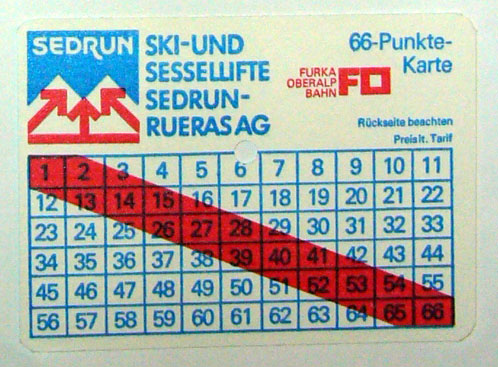 SEDRUN
SKI-UND
SESSELLIFTE
SEDRUN-
RUERAS AG
66-Punkte-
Karte
FURKA
OBERALP
BAHN
FO
Rückseite beachten
Preis lt. Tarif
1 2 3 4 5 6 7 8 9 10 11
12 13 14 15 16 17 18 19 20 21 22
23 24 25 26 27 28 29 30 31 32 33
34 35 36 37 38 39 40 41 42 43 44
45 46 47 48 49 50 51 52 53 54 55
56 57 58 59 60 61 62 63 64 65 66